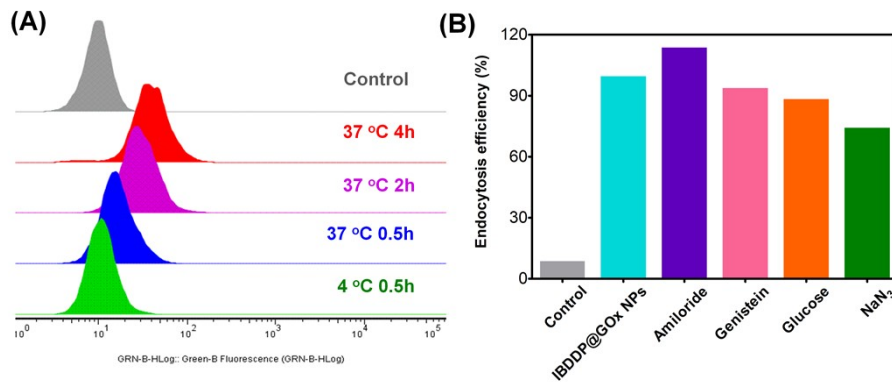 (A)
Control
37 °C 4h
37 °C 2h
37 °C 0.5h
4 °C 0.5h
10^0 10^1 10^2 10^3 10^4 10^5
GRN-B-HLog:: Green-B Fluorescence (GRN-B-HLog)
(B)
Endocytosis efficiency (%)
120
90
60
30
0
Control
IBDDP@GOx NPs
Amiloride
Genistein
Glucose
NaN₃